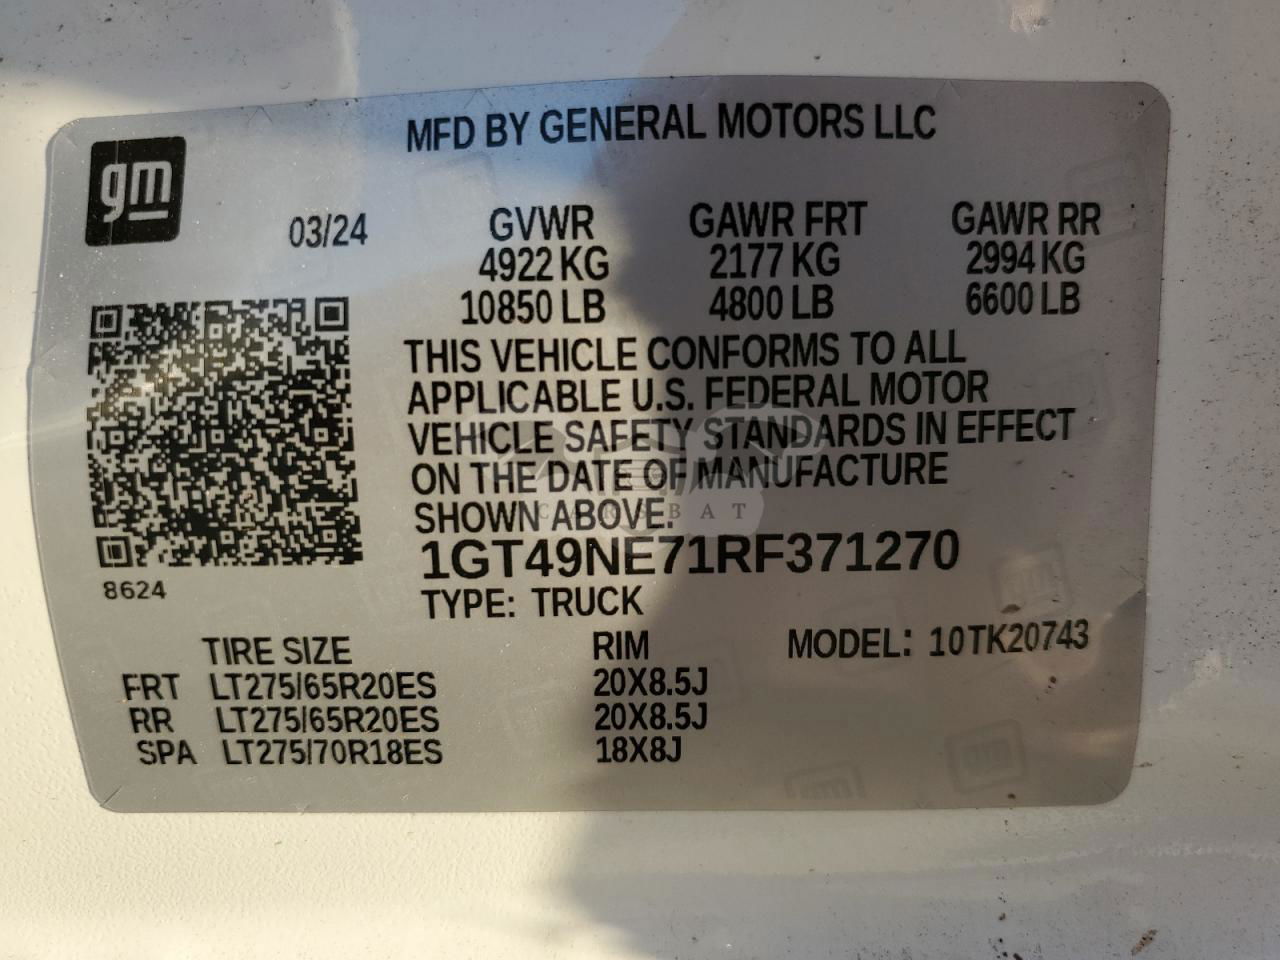 gm
MFD BY GENERAL MOTORS LLC
03/24 GVWR GAWR FRT GAWR RR
4922 KG 2177 KG 2994 KG
10850 LB 4800 LB 6600 LB
THIS VEHICLE CONFORMS TO ALL
APPLICABLE U.S. FEDERAL MOTOR
VEHICLE SAFETY STANDARDS IN EFFECT
ON THE DATE OF MANUFACTURE
SHOWN ABOVE.
CARSBAT
1GT49NE71RF371270
8624
TYPE: TRUCK
TIRE SIZE RIM MODEL: 10TK20743
FRT LT275/65R20ES 20X8.5J
RR LT275/65R20ES 20X8.5J
SPA LT275/70R18ES 18X8J